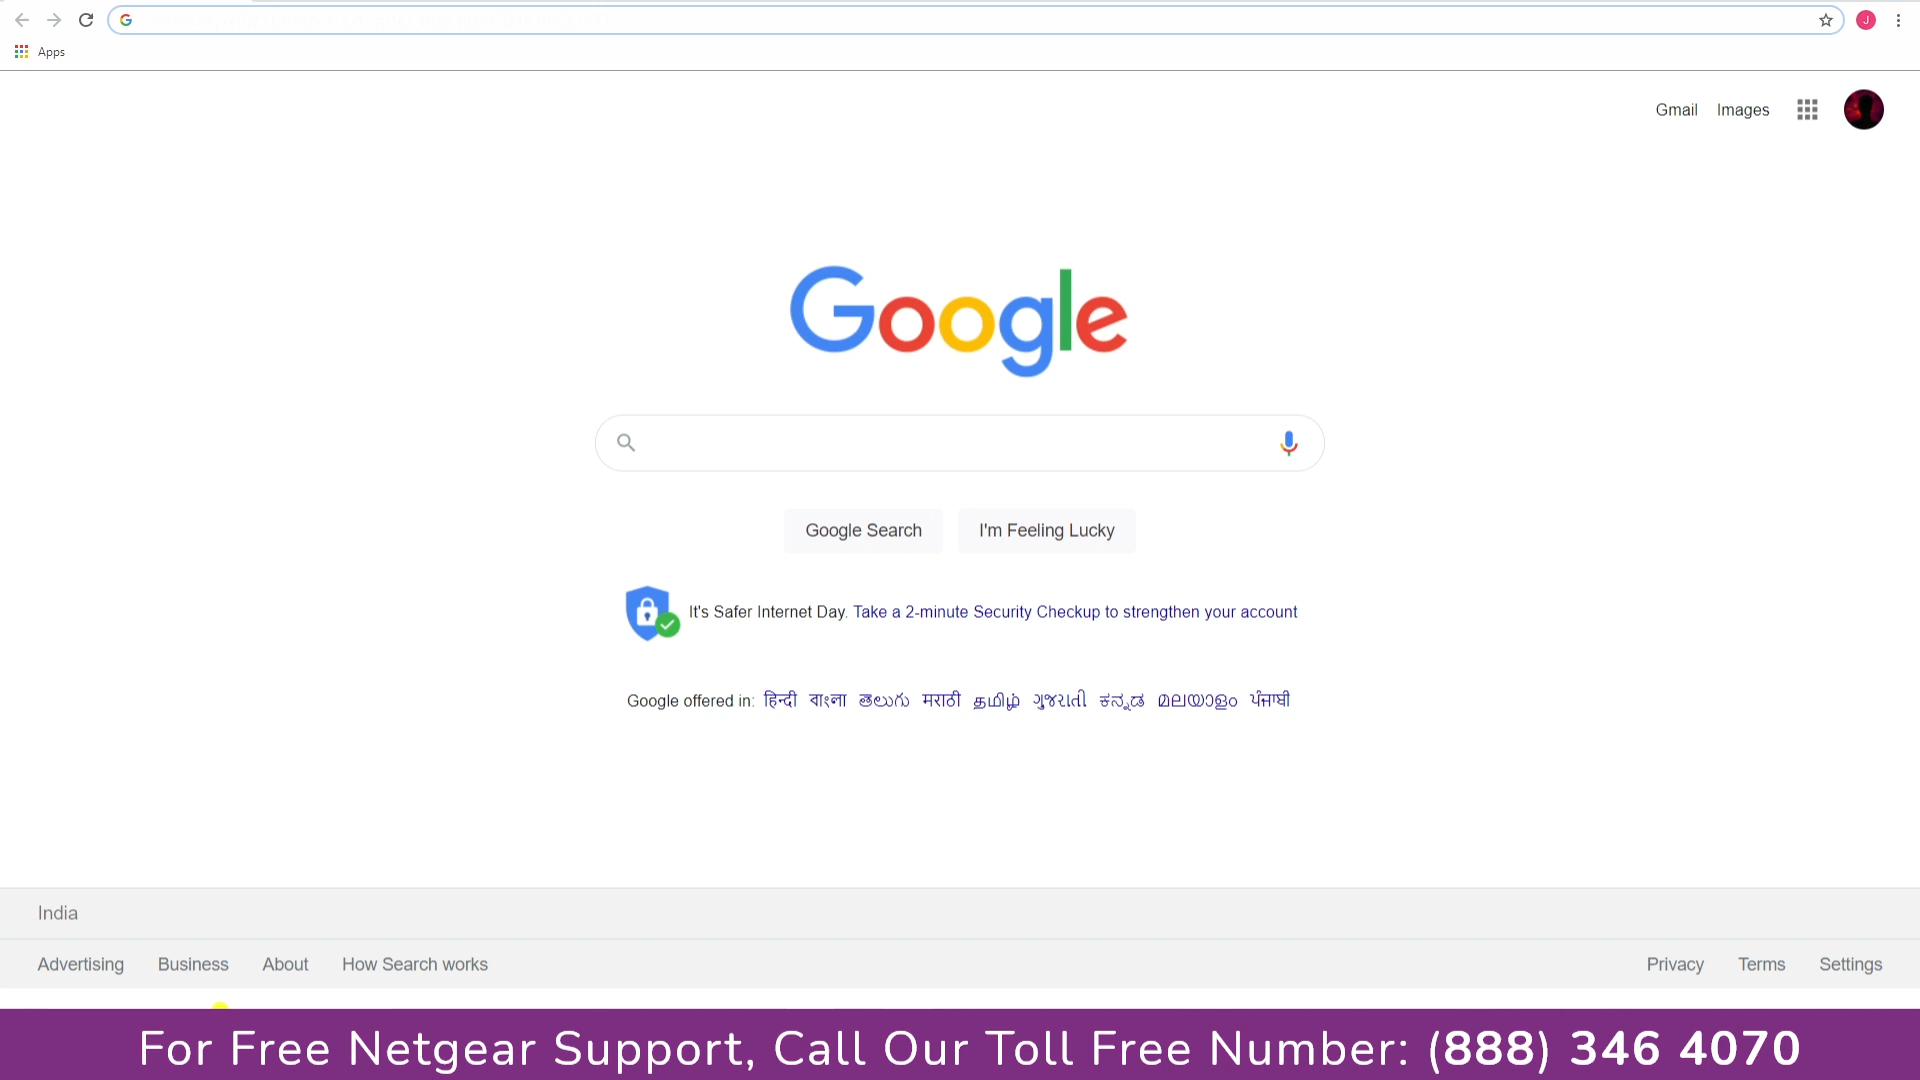 Apps
J
Gmail Images
Google
Google Search I'm Feeling Lucky
It's Safer Internet Day. Take a 2-minute Security Checkup to strengthen your account
Google offered in: हिन्दी বাংলা తెలుగు मराठी தமிழ் ગુજરાતી ಕನ್ನಡ മലയാളം ਪੰਜਾਬੀ
India
Advertising Business About How Search works Privacy Terms Settings
For Free Netgear Support, Call Our Toll Free Number: (888) 346 4070